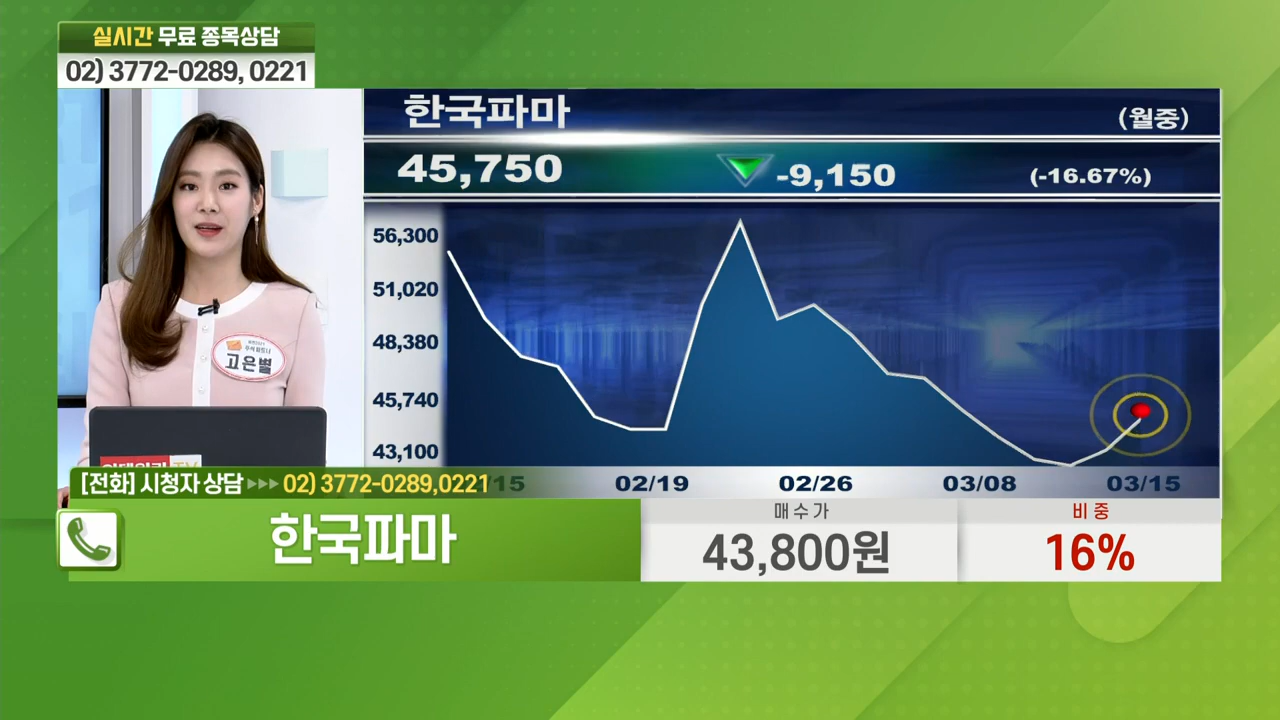 실시간 무료 종목상담
02) 3772-0289, 0221
한국파마
(월중)
45,750
-9,150
(-16.67%)
56,300
51,020
48,380
45,740
43,100
고은별
[전화] 시청자 상담 02) 3772-0289,0221
15
02/19
02/26
03/08
03/15
한국파마
매수가
비중
43,800원
16%